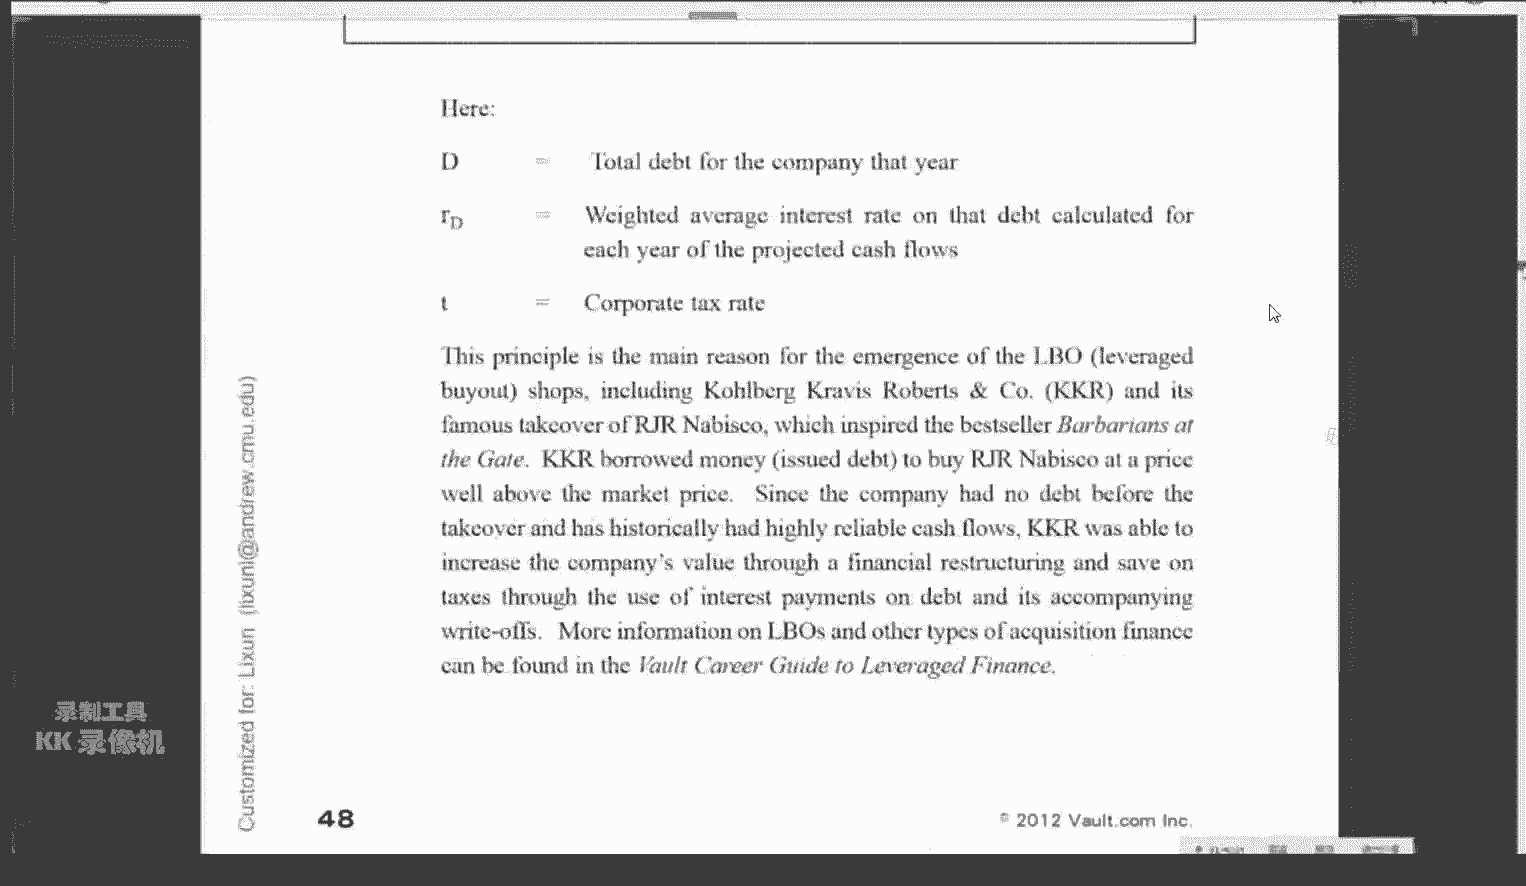 Here:
D = Total debt for the company that year
rD = Weighted average interest rate on that debt calculated for
each year of the projected cash flows
t = Corporate tax rate
This principle is the main reason for the emergence of the LBO (leveraged
buyout) shops, including Kohlberg Kravis Roberts & Co. (KKR) and its
famous takeover of RJR Nabisco, which inspired the bestseller Barbarians at
the Gate. KKR borrowed money (issued debt) to buy RJR Nabisco at a price
well above the market price. Since the company had no debt before the
takeover and has historically had highly reliable cash flows, KKR was able to
increase the company's value through a financial restructuring and save on
taxes through the use of interest payments on debt and its accompanying
write-offs. More information on LBOs and other types of acquisition finance
can be found in the Vault Career Guide to Leveraged Finance.
Customized for: Lixun (lixunl@andrew.cmu.edu)
录制工具
KK 录像机
48
© 2012 Vault.com Inc.